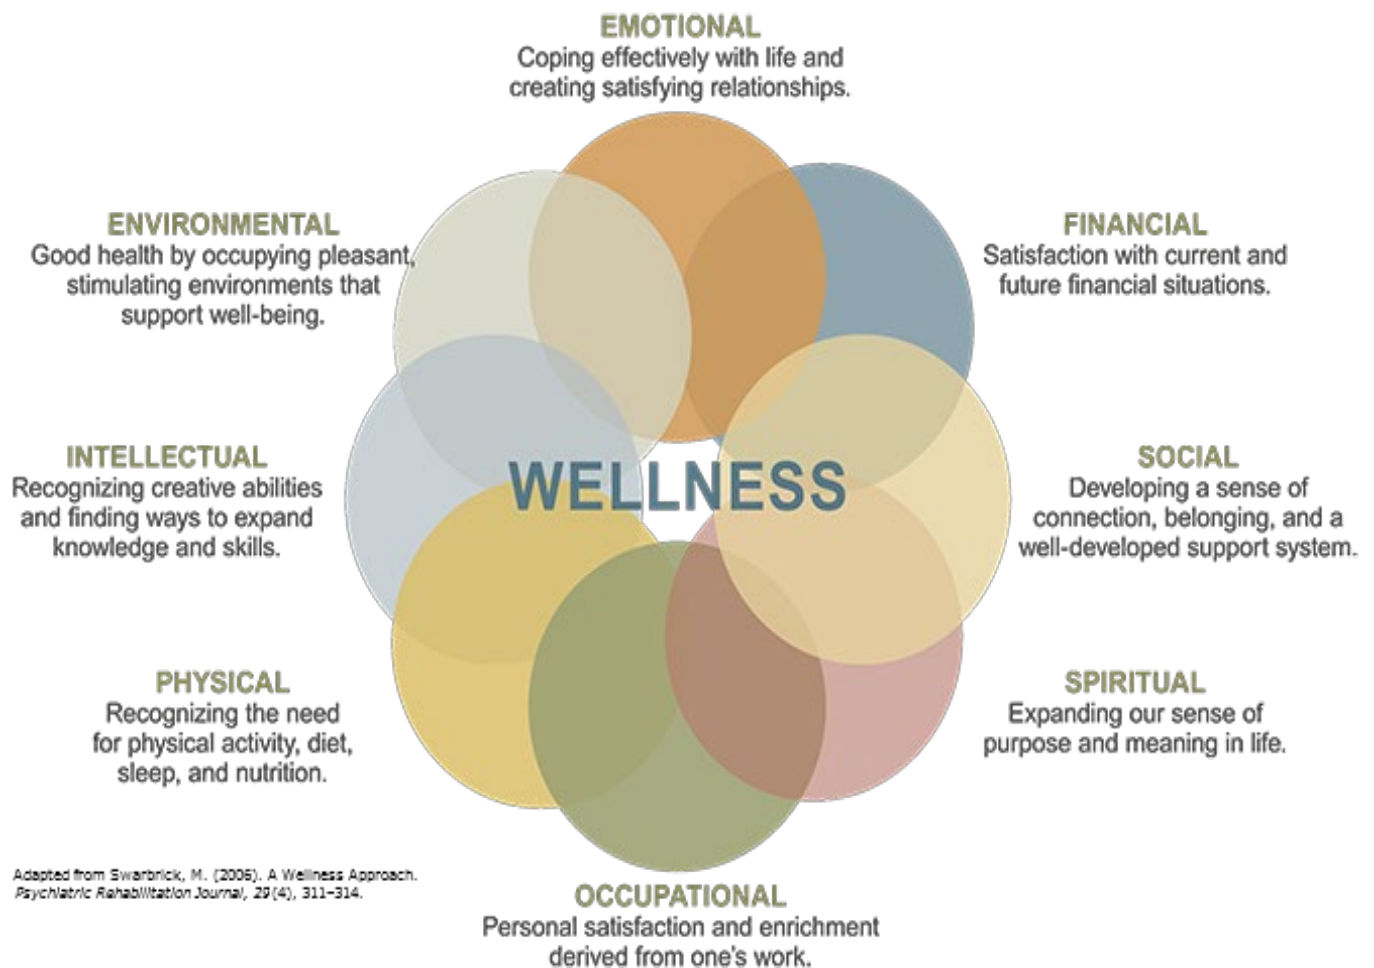 EMOTIONAL
Coping effectively with life and
creating satisfying relationships.
ENVIRONMENTAL
Good health by occupying pleasant,
stimulating environments that
support well-being.
FINANCIAL
Satisfaction with current and
future financial situations.
INTELLECTUAL
Recognizing creative abilities
and finding ways to expand
knowledge and skills.
WELLNESS
SOCIAL
Developing a sense of
connection, belonging, and a
well-developed support system.
PHYSICAL
Recognizing the need
for physical activity, diet,
sleep, and nutrition.
SPIRITUAL
Expanding our sense of
purpose and meaning in life.
Adapted from Swarbrick, M. (2006). A Wellness Approach.
Psychiatric Rehabilitation Journal, 29(4), 311–314.
OCCUPATIONAL
Personal satisfaction and enrichment
derived from one's work.